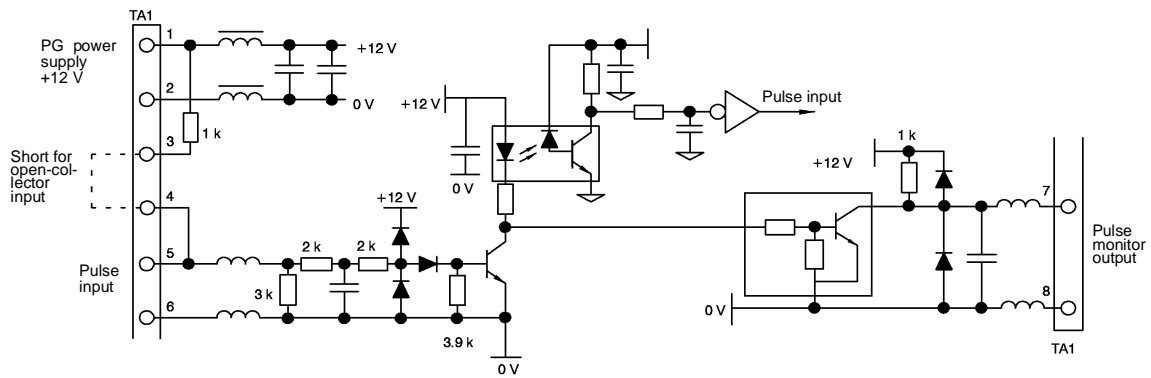 TA1
1
PG power
supply
+12 V
+12 V
2
0 V
1 k
3
Short for
open-col-
lector
input
4
+12 V
0 V
Pulse input
+12 V
5
2 k
2 k
Pulse
input
3 k
6
3.9 k
0 V
1 k
+12 V
7
Pulse
monitor
output
8
0 V
TA1